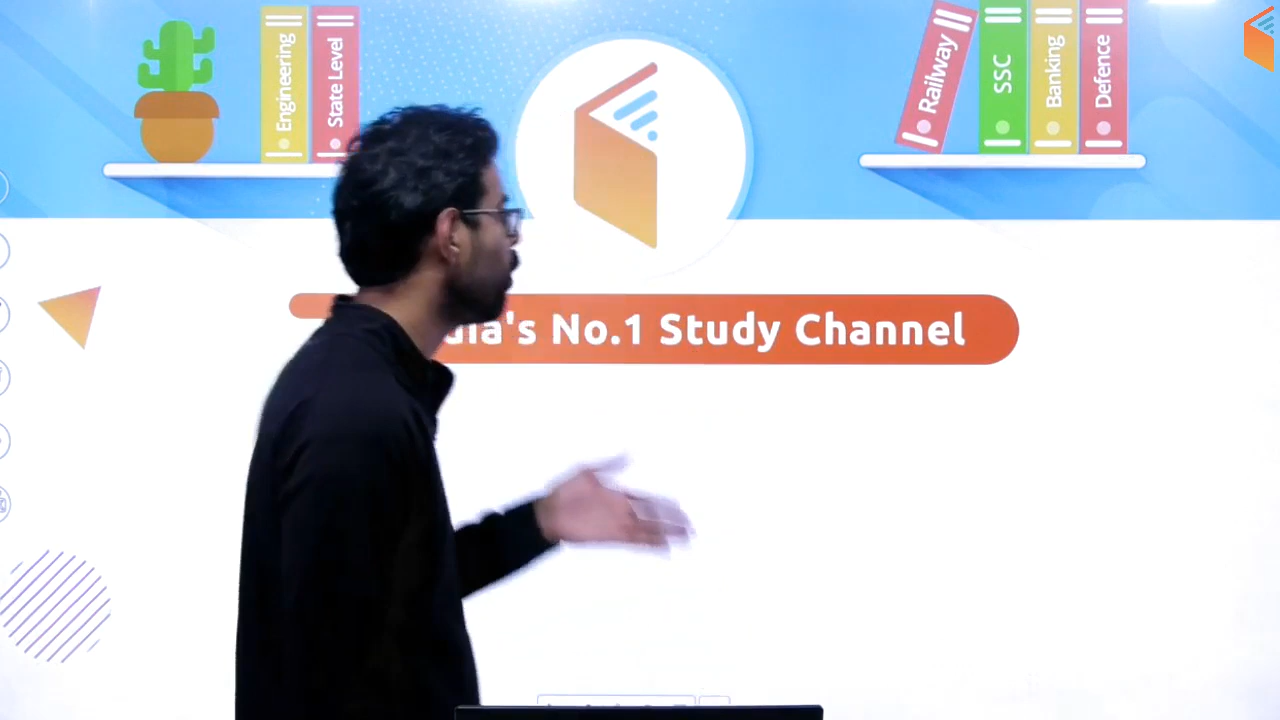 Engineering
State Level
Railway
SSC
Banking
Defence
dia's No.1 Study Channel